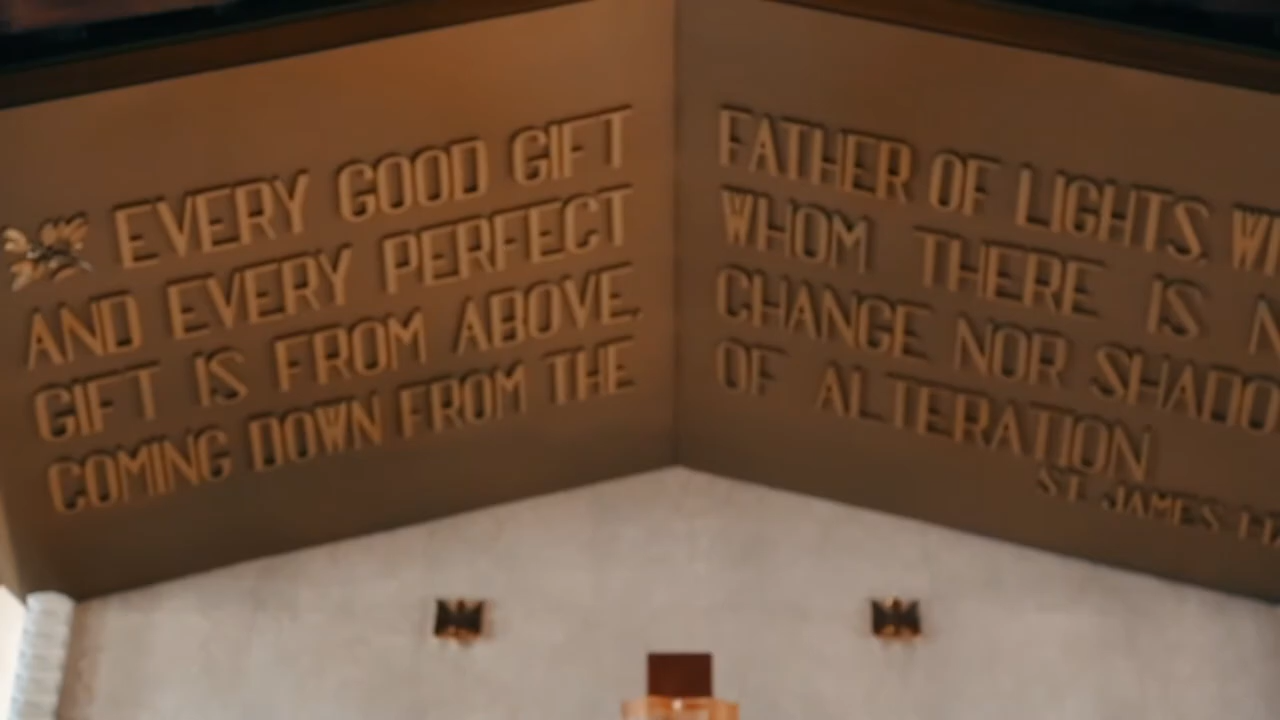 EVERY GOOD GIFT
AND EVERY PERFECT
GIFT IS FROM ABOVE,
COMING DOWN FROM THE
FATHER OF LIGHTS,
WHOM THERE IS
CHANGE NOR
OF ALTERATION
ST. JAMES